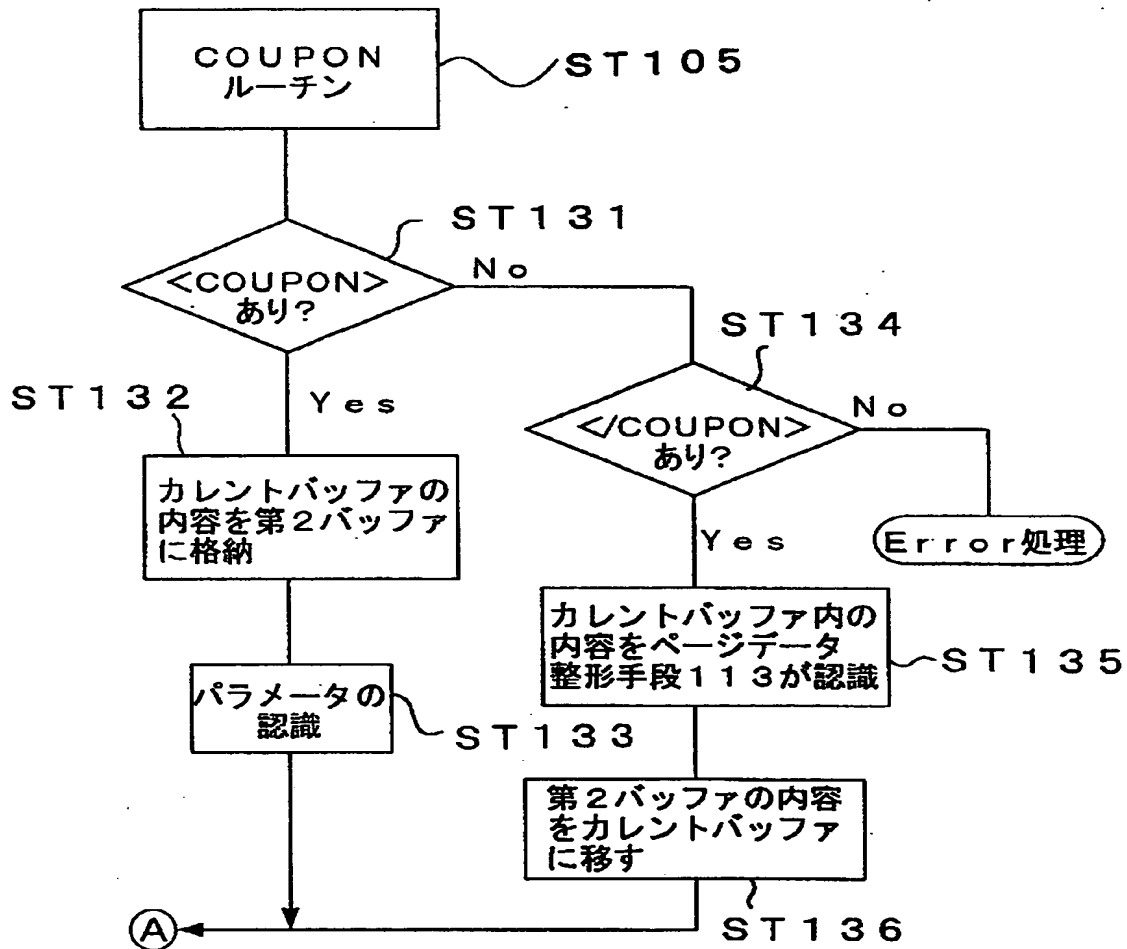 COUPON
ルーチン
ST105
ST131
<COUPON>
あり?
No
ST134
ST132
Yes
</COUPON>
あり?
No
カレントバッファの
内容を第2バッファ
に格納
Yes
Error処理
カレントバッファ内の
内容をページデータ
整形手段113が認識
ST135
パラメータの
認識
ST133
第2バッファの内容
をカレントバッファ
に移す
A
ST136